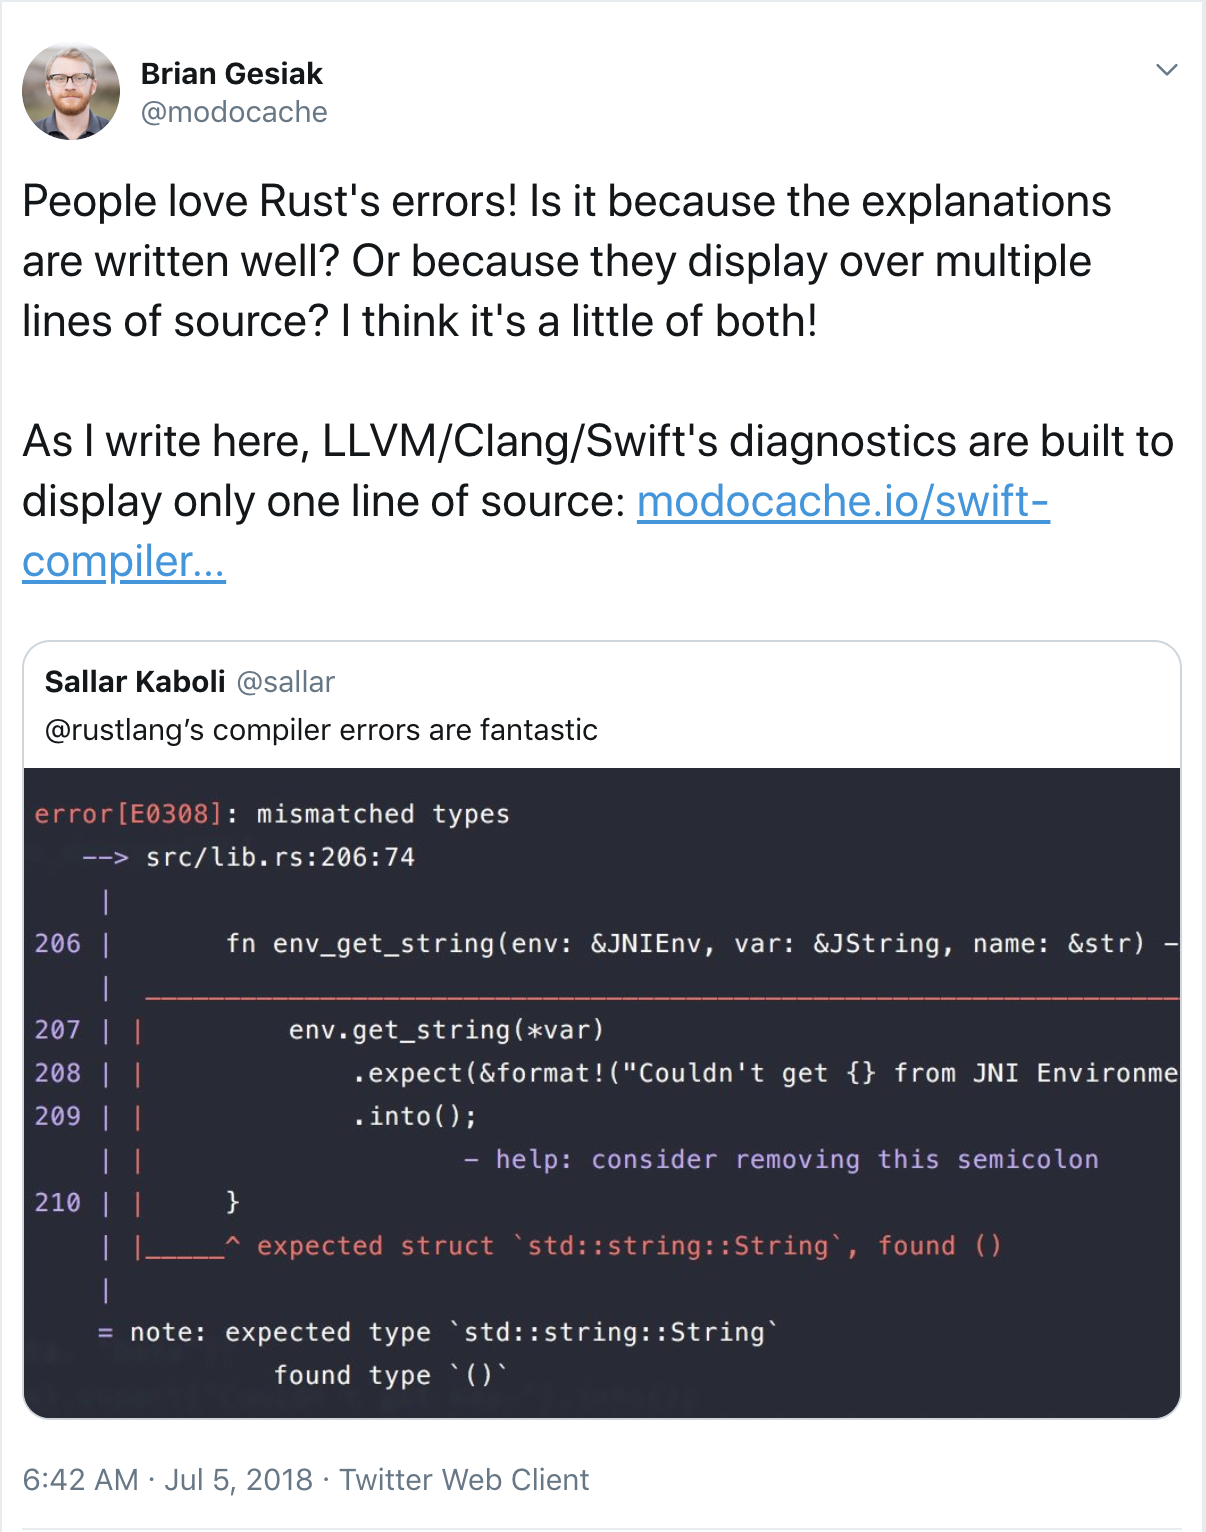 Brian Gesiak
@modocache
People love Rust's errors! Is it because the explanations
are written well? Or because they display over multiple
lines of source? I think it's a little of both!
As I write here, LLVM/Clang/Swift's diagnostics are built to
display only one line of source: modocache.io/swift-
compiler...
Sallar Kaboli @sallar
@rustlang’s compiler errors are fantastic
error[E0308]: mismatched types
--> src/lib.rs:206:74
|
206 | fn env_get_string(env: &JNIEnv, var: &JString, name: &str) -
| ______________________________________________________________
207 | | env.get_string(*var)
208 | | .expect(&format!("Couldn't get {} from JNI Environme
209 | | .into();
| | - help: consider removing this semicolon
210 | | }
| |_____^ expected struct `std::string::String`, found ()
|
= note: expected type `std::string::String`
found type `()`
6:42 AM · Jul 5, 2018 · Twitter Web Client